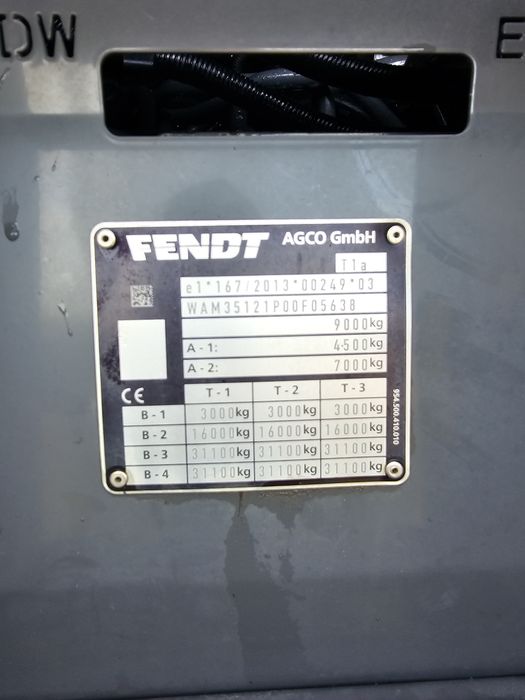 DW
E
FENDT AGCO GmbH
T1a
e1*167/2013*00249*03
WAM35121P00F05638
9000kg
A - 1: 4500kg
A - 2: 7000kg
CE T - 1 T - 2 T - 3
B - 1 3000kg 3000kg 3000kg
B - 2 16000kg 16000kg 16000kg
B - 3 31100kg 31100kg 31100kg
B - 4 31100kg 31100kg 31100kg
954.500.410.010